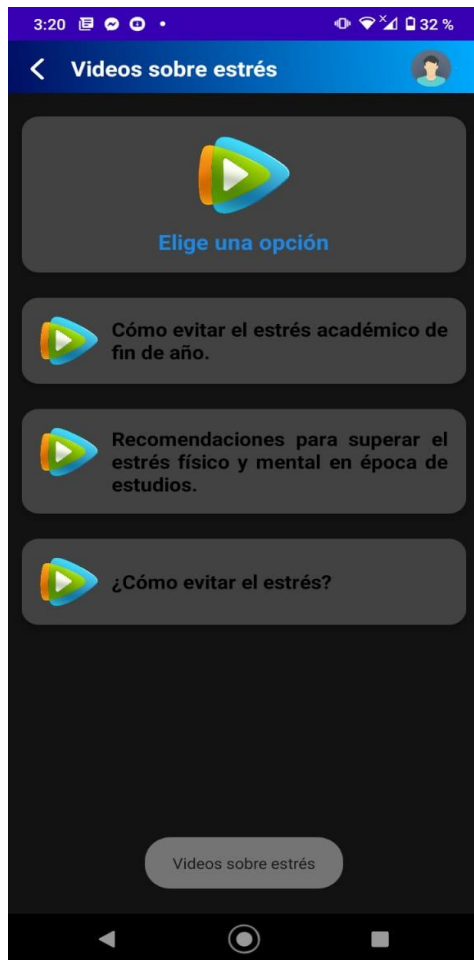 3:20
32 %
Videos sobre estrés
Elige una opción
Cómo evitar el estrés académico de
fin de año.
Recomendaciones para superar el
estrés físico y mental en época de
estudios.
¿Cómo evitar el estrés?
Videos sobre estrés